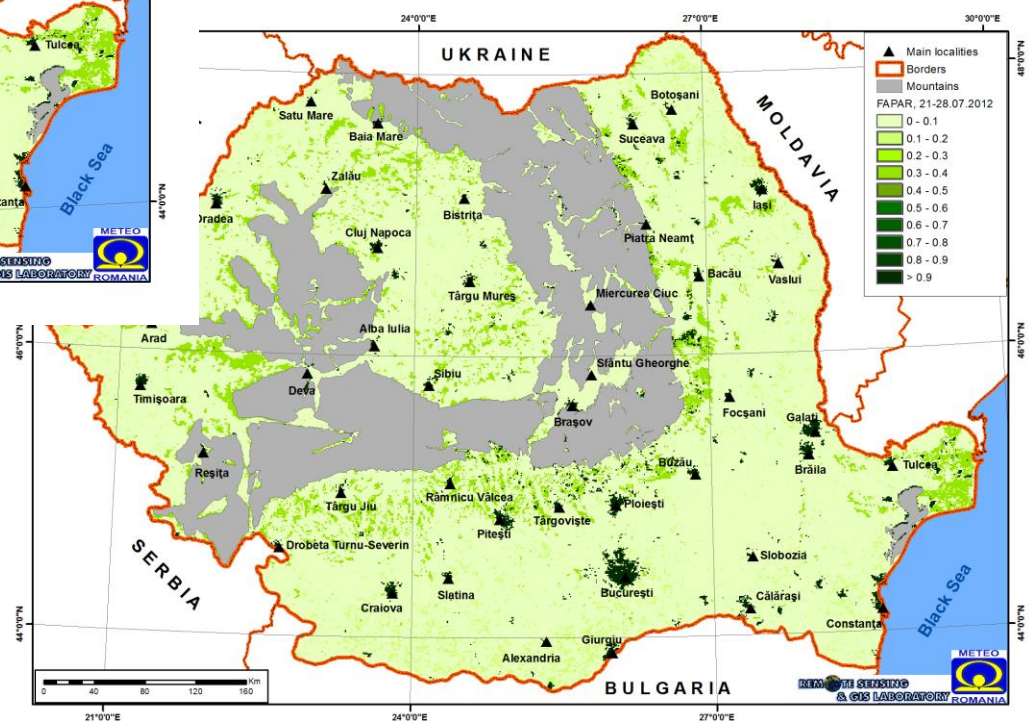 Tulcea
zanța
Black Sea
44°0'0"N
METEO
ROMANIA
SENSING
GIS LABORATORY
24°0'0"E
27°0'0"E
30°0'0"E
48°0'0"N
UKRAINE
MOLDAVIA
Main localities
Borders
Mountains
FAPAR, 21-28.07.2012
0 - 0.1
0.1 - 0.2
0.2 - 0.3
0.3 - 0.4
0.4 - 0.5
0.5 - 0.6
0.6 - 0.7
0.7 - 0.8
0.8 - 0.9
> 0.9
Satu Mare
Baia Mare
Botoșani
Suceava
Zalău
Oradea
Bistrița
Iași
Cluj Napoca
Piatra Neamț
Bacău
Vaslui
Târgu Mureș
Miercurea Ciuc
46°0'0"N
Arad
Alba Iulia
46°0'0"N
Timișoara
Deva
Sibiu
Sfântu Gheorghe
Brașov
Focșani
Galați
Brăila
Tulcea
Reșița
Buzău
Târgu Jiu
Râmnicu Vâlcea
Pitești
Târgoviște
Ploiești
Drobeta Turnu-Severin
Slobozia
SERBIA
Craiova
Slatina
București
Călărași
Constanța
Black Sea
44°0'0"N
44°0'0"N
Alexandria
Giurgiu
BULGARIA
0 40 80 120 160 Km
REMOTE SENSING
& GIS LABORATORY
METEO
ROMANIA
21°0'0"E
24°0'0"E
27°0'0"E